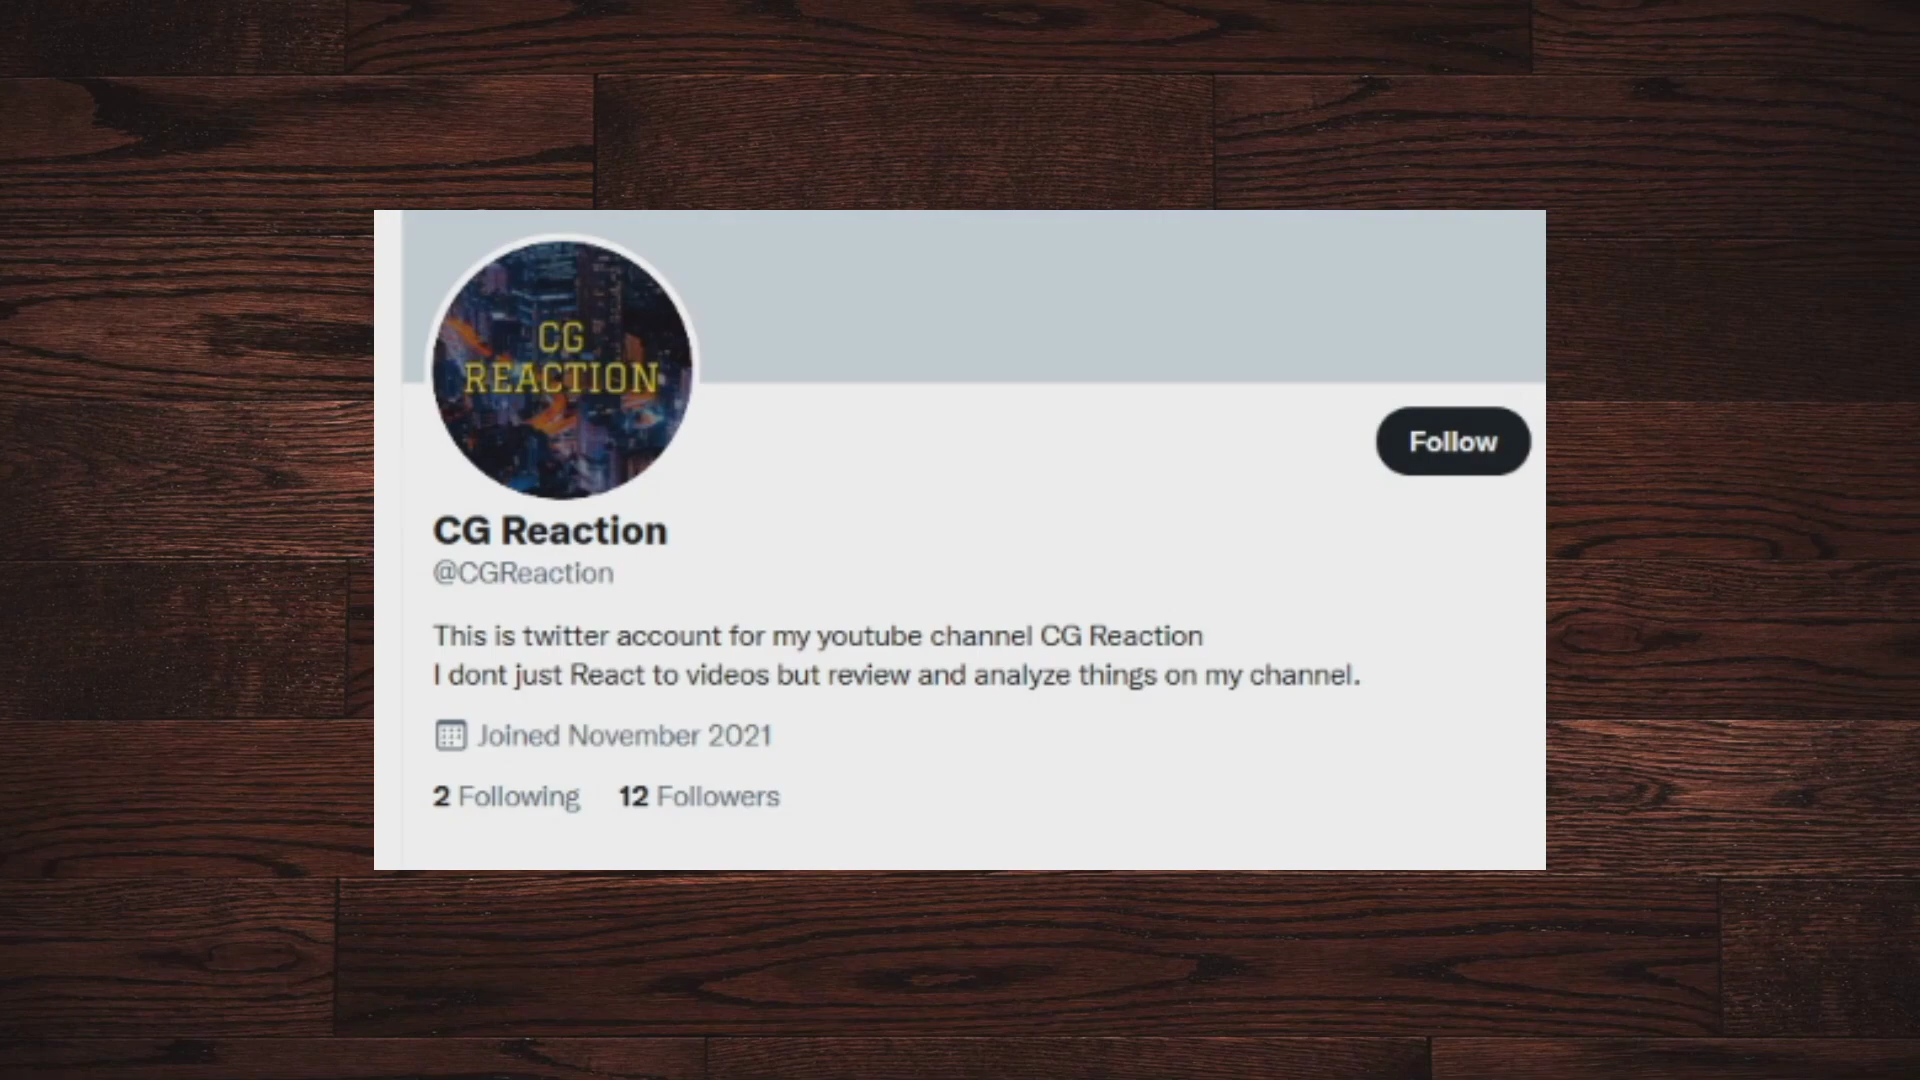 CG
REACTION
Follow
CG Reaction
@CGReaction
This is twitter account for my youtube channel CG Reaction
I dont just React to videos but review and analyze things on my channel.
Joined November 2021
2 Following 12 Followers